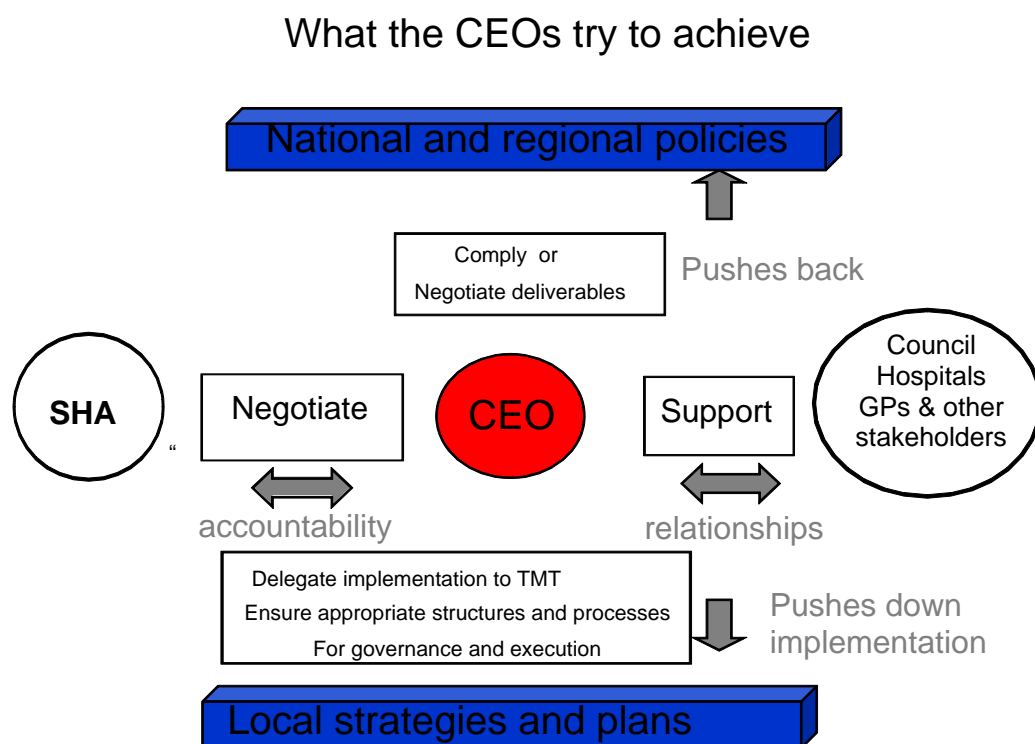 What the CEOs try to achieve
National and regional policies
Comply or
Negotiate deliverables
Pushes back
SHA
“
Negotiate
CEO
Support
Council
Hospitals
GPs & other
stakeholders
accountability
relationships
Delegate implementation to TMT
Ensure appropriate structures and processes
For governance and execution
Pushes down
implementation
Local strategies and plans